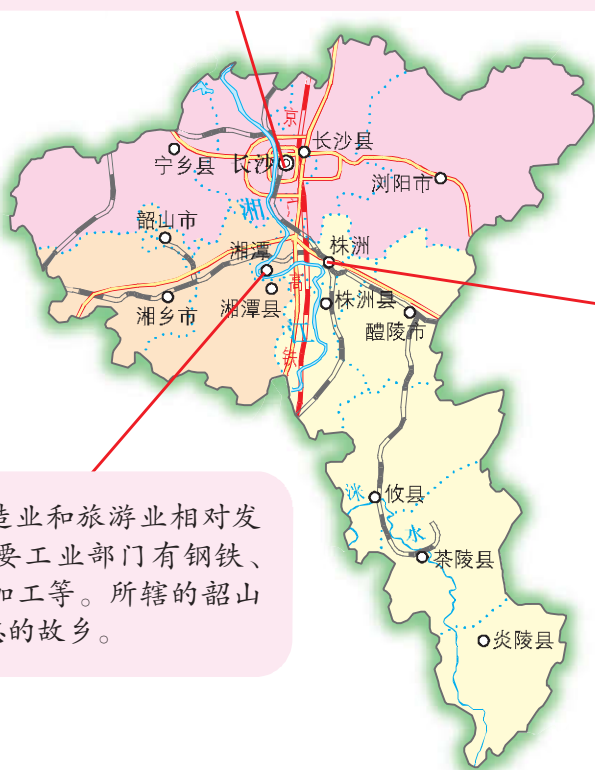 京
长沙县
宁乡县
长沙
浏阳市
湘
广
韶山市
湘潭
株洲
高
湘乡市
湘潭县
株洲县
江
醴陵市
铁
洣
攸县
水
茶陵县
炎陵县
造业和旅游业相对发
要工业部门有钢铁、
加工等。所辖的韶山
的故乡。